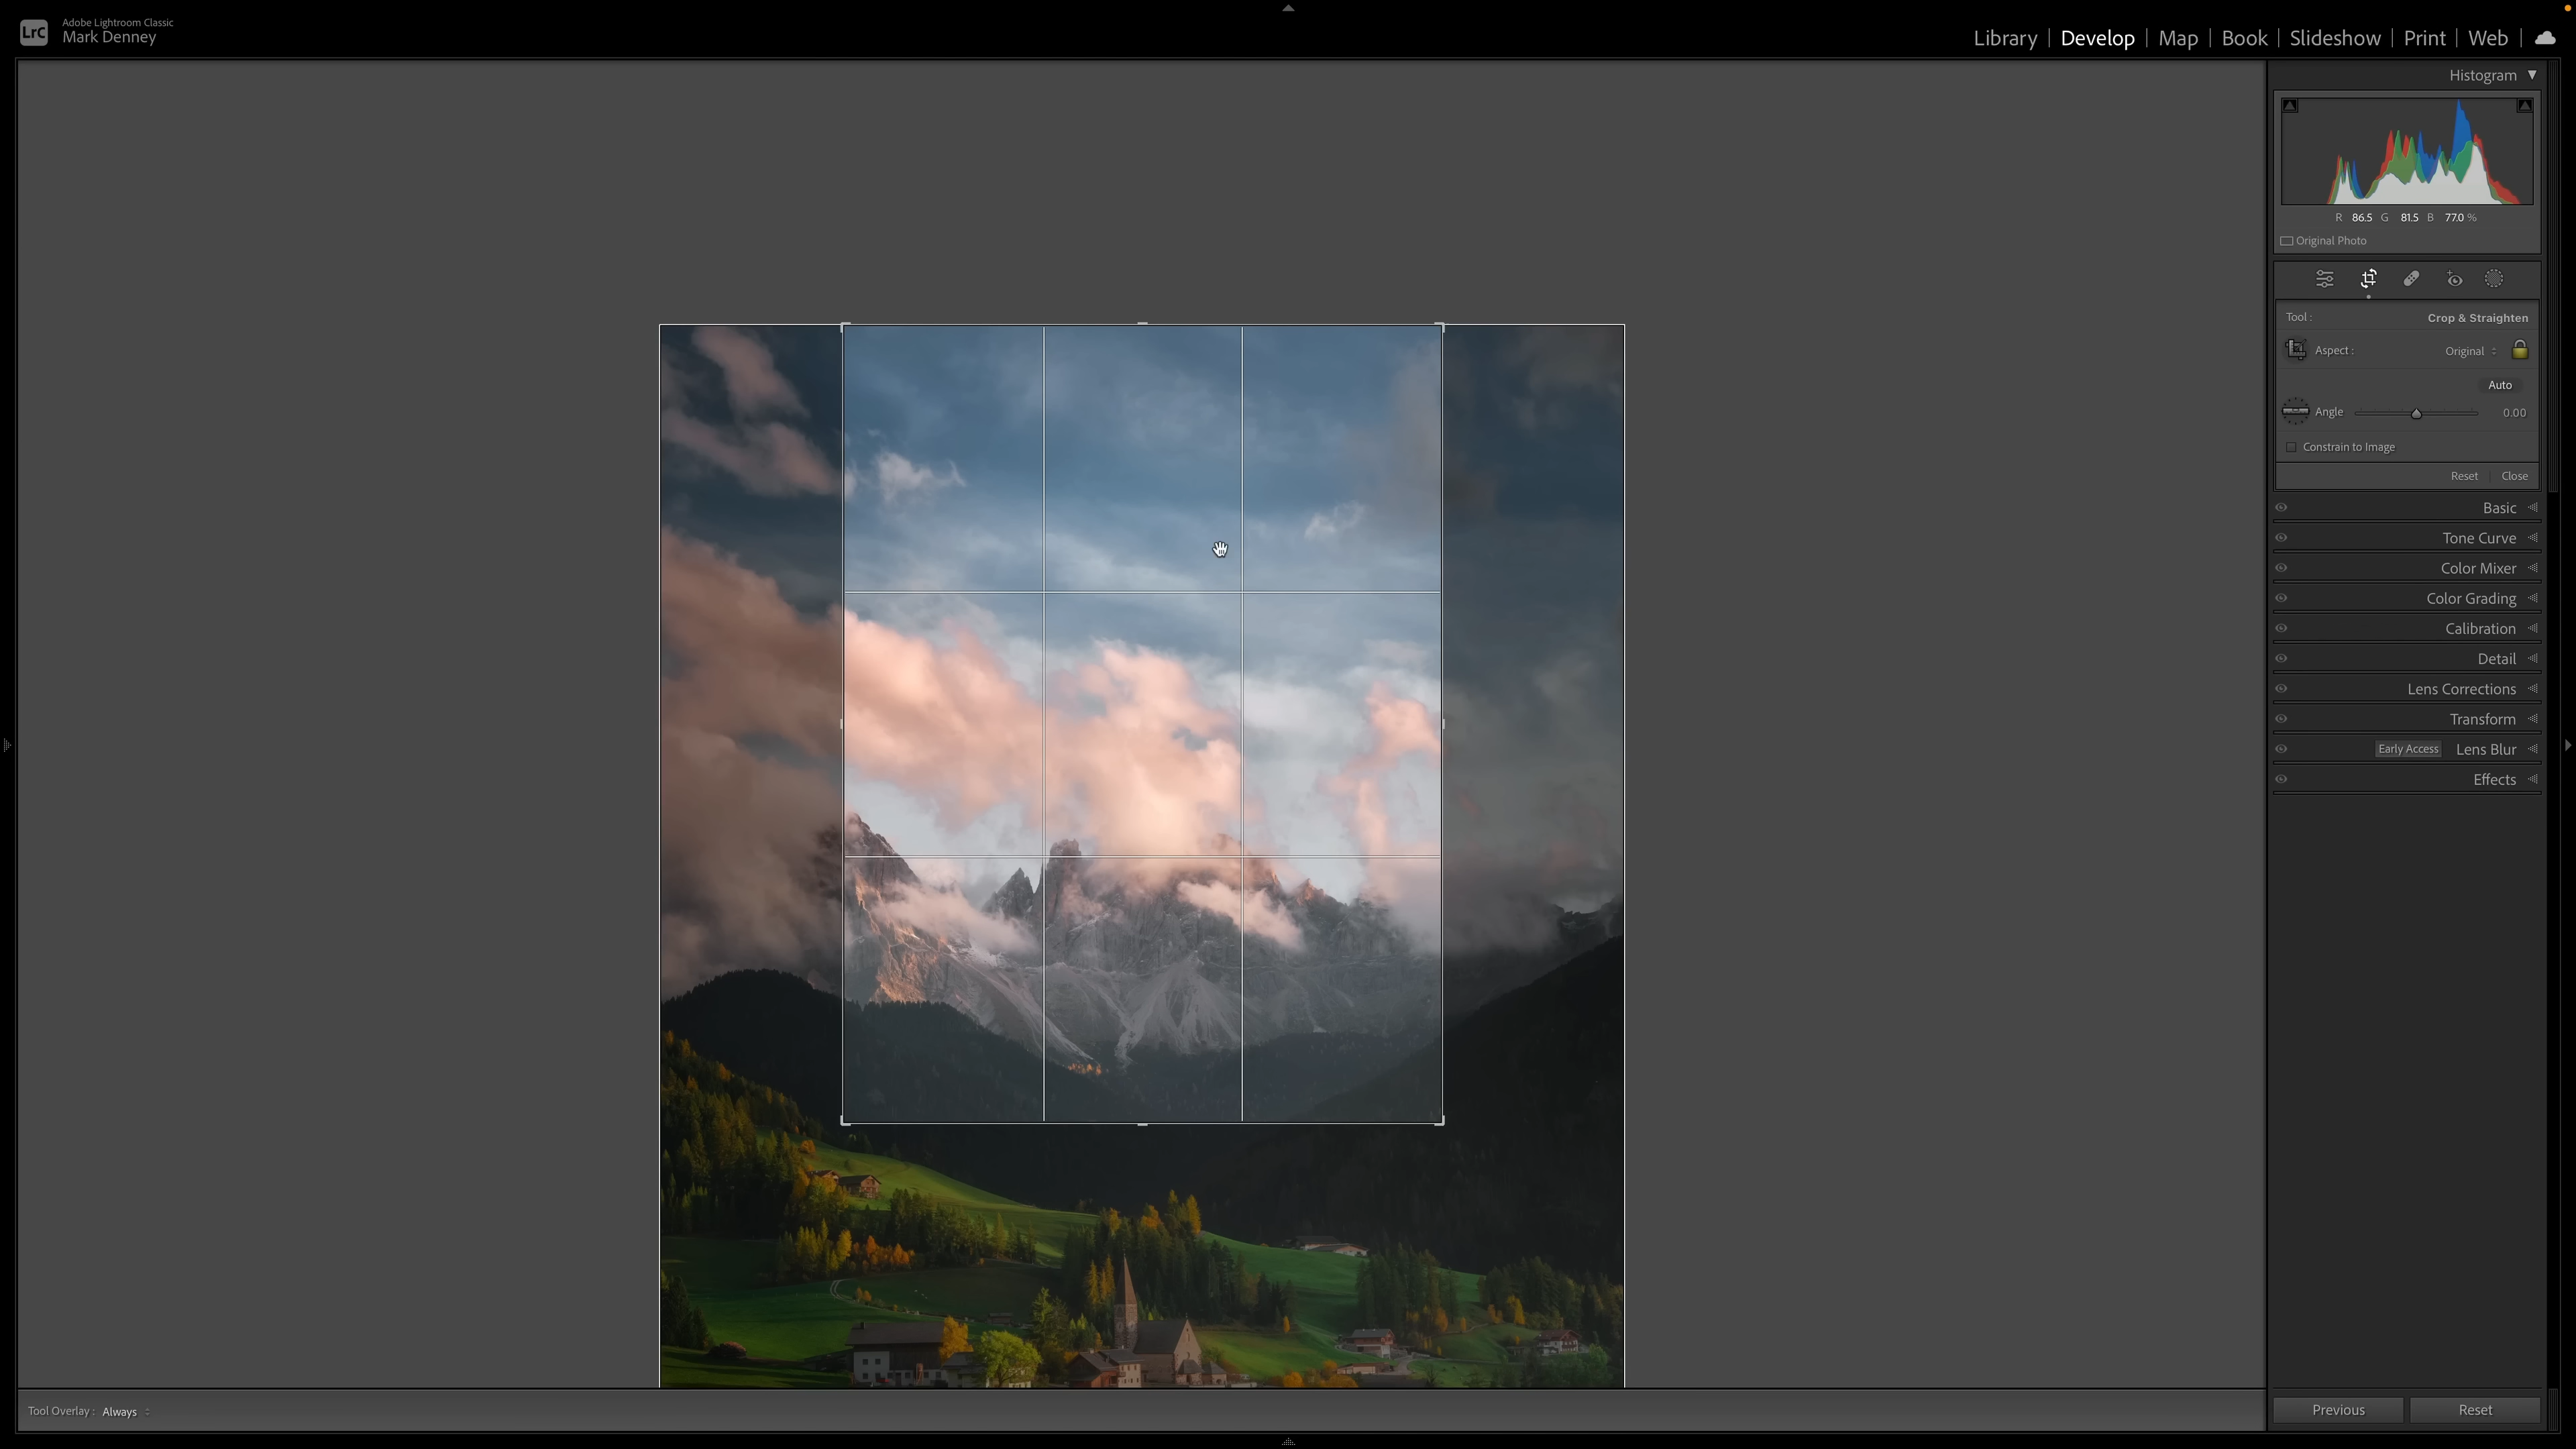 LrC
Adobe Lightroom Classic
Mark Denney
Library | Develop | Map | Book | Slideshow | Print | Web
Histogram
R 86.5 G 81.5 B 77.0 %
Original Photo
Tool : Crop & Straighten
Aspect : Original
Auto
Angle 0.00
Constrain to Image
Reset Close
Basic
Tone Curve
Color Mixer
Color Grading
Calibration
Detail
Lens Corrections
Transform
Early Access Lens Blur
Effects
Tool Overlay : Always
Previous Reset